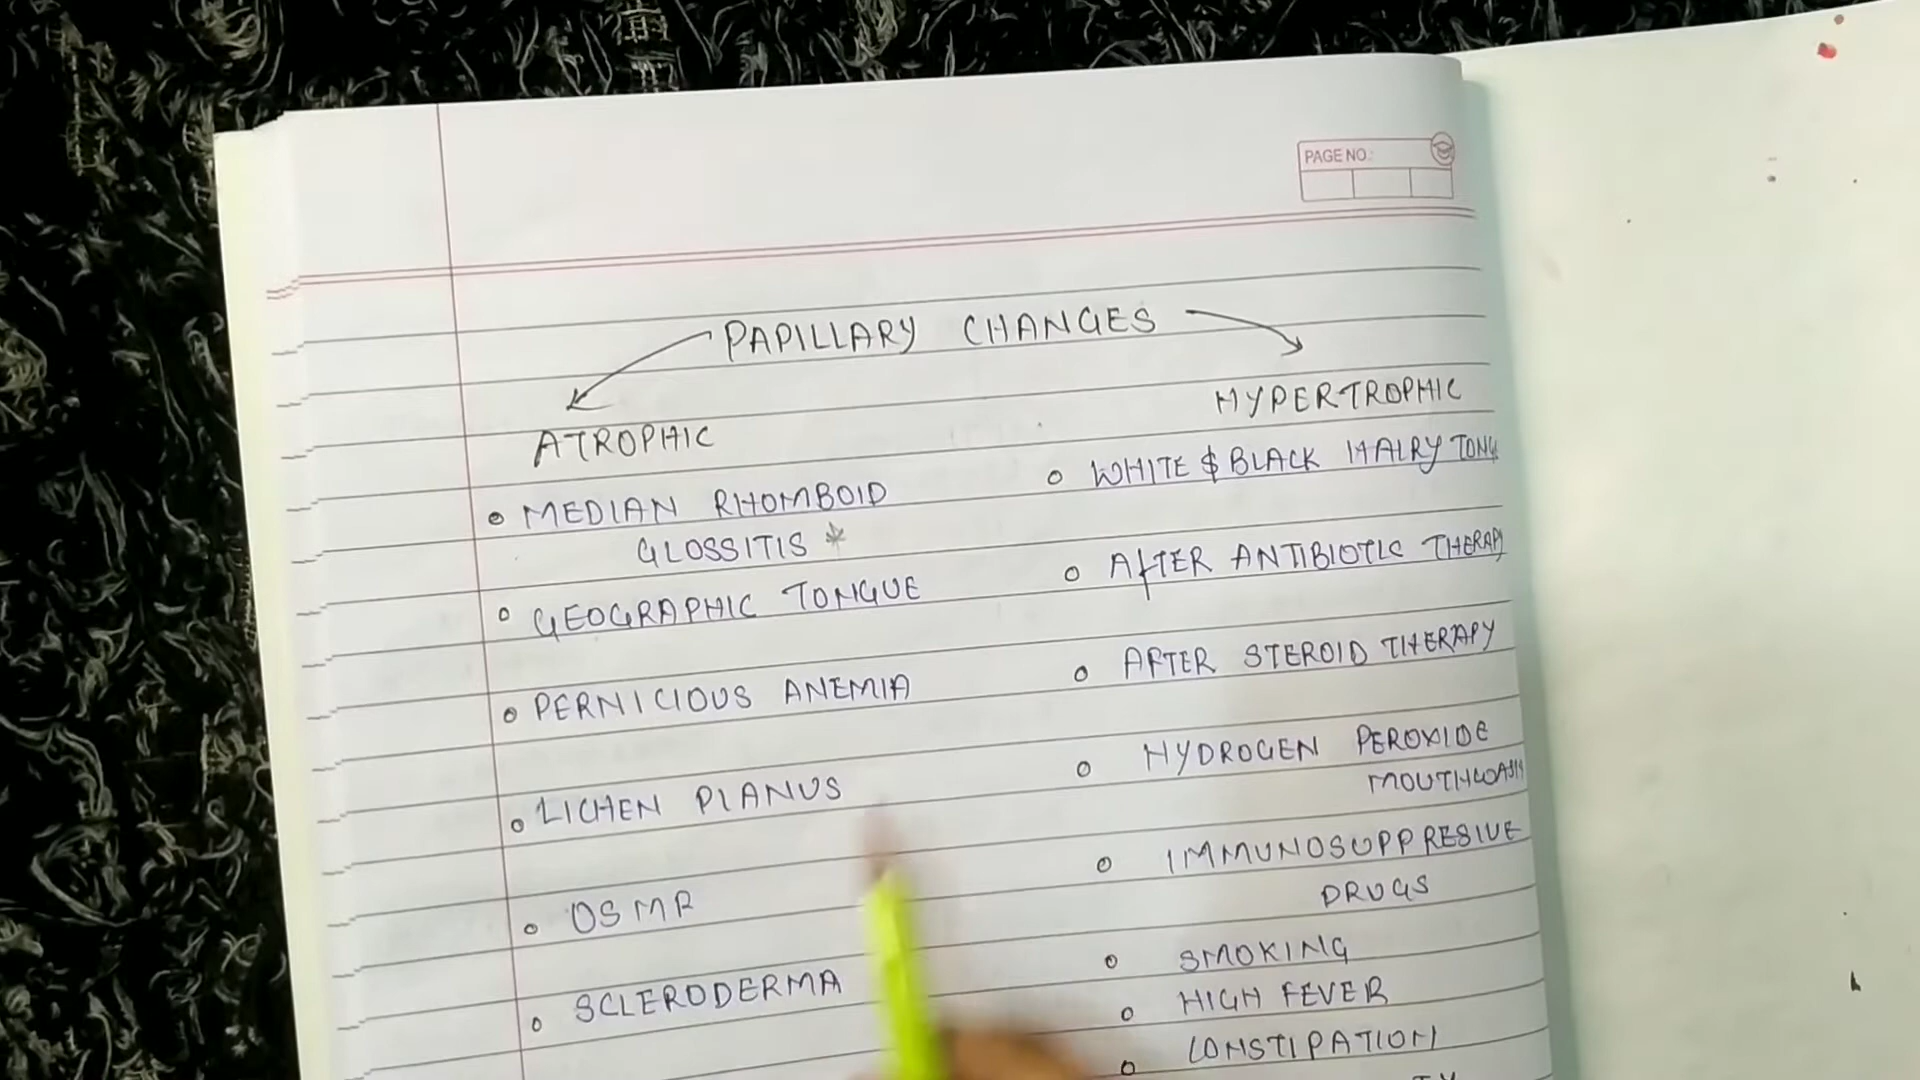 PAGE NO.:
PAPILLARY CHANGES
ATROPHIC
MEDIAN RHOMBOID
GLOSSITIS *
GEOGRAPHIC TONGUE
PERNICIOUS ANEMIA
LICHEN PLANUS
OSMF
SCLERODERMA
HYPERTROPHIC
WHITE & BLACK HAIRY TONG
AFTER ANTIBIOTIC THERAPY
AFTER STEROID THERAPY
HYDROGEN PEROXIDE
MOUTHWASH
IMMUNOSUPPRESIVE
DRUGS
SMOKING
HIGH FEVER
CONSTIPATION